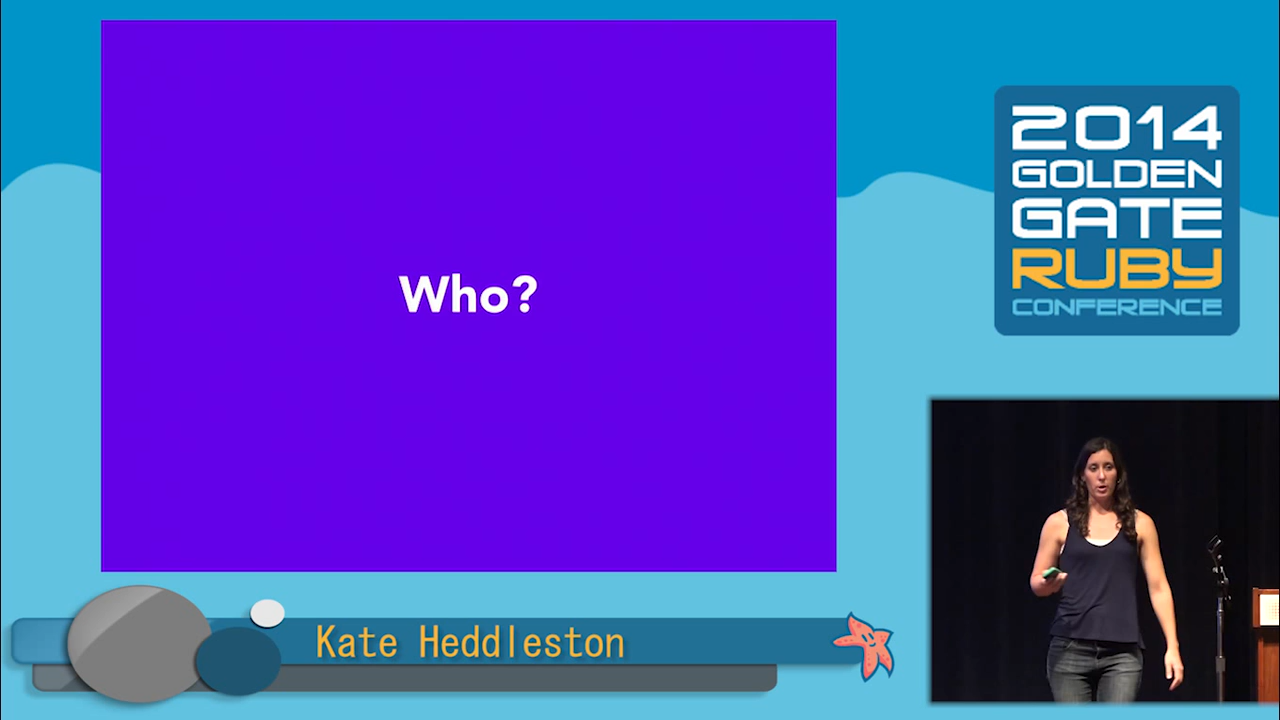 Who?
2014
GOLDEN
GATE
RUBY
CONFERENCE
Kate Heddleston